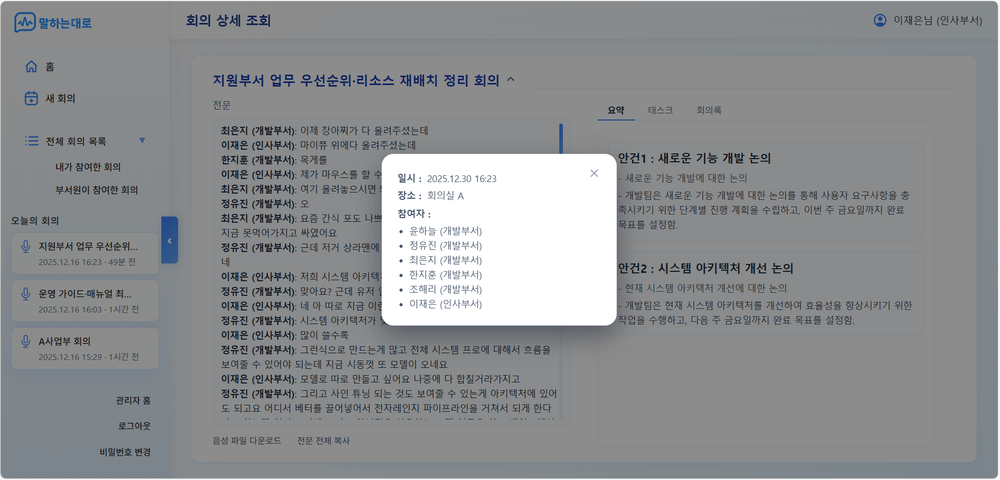 말하는대로
홈
새 회의
전체 회의 목록
내가 참여한 회의
부서원이 참여한 회의
오늘의 회의
지원부서 업무 우선순위...
2025.12.16 16:23 · 49분 전
운영 가이드·매뉴얼 최...
2025.12.16 16:03 · 1시간 전
A사업부 회의
2025.12.16 15:29 · 1시간 전
관리자 홈
로그아웃
비밀번호 변경
회의 상세 조회
이재은님 (인사부서)
지원부서 업무 우선순위·리소스 재배치 정리 회의
전문
최은지 (개발부서): 이제 장아찌가 다 올려주셨는데
이재은 (인사부서): 마이쮸 위에다 올려주셨는데
한지훈 (개발부서): 목게를
이재은 (인사부서): 제가 마우스를 할 수
최은지 (개발부서): 여기 올려놓으시면
정유진 (개발부서): 오
최은지 (개발부서): 요즘 간식 포도 나쁘
지금 못먹어가지고 싸였어요
정유진 (개발부서): 근데 저거 상라맨에
네
이재은 (인사부서): 저희 시스템 아키텍처
정유진 (개발부서): 맞아요? 근데 유저
이재은 (인사부서): 네 아 따로 지금 이런
정유진 (개발부서): 시스템 아키텍처가
이재은 (인사부서): 많이 쓸수록
정유진 (개발부서): 그런식으로 만드는게 많고 전체 시스템 프로에 대해서 흐름을
보여줄 수 있어야 되는데 지금 시동껏 또 모델이 오네요
이재은 (인사부서): 모델로 따로 만들고 싶어요 나중에 다 합칠거라가지고
정유진 (개발부서): 그리고 사인 튜닝 되는 것도 보여줄 수 있는게 아키텍처에 있어
도 되고요 어디서 베터를 끌어넣어서 전자레인지 파이프라인을 거쳐서 되게 한다
음성 파일 다운로드
전문 전체 복사
일시 : 2025.12.30 16:23
장소 : 회의실 A
참여자 :
• 윤하늘 (개발부서)
• 정유진 (개발부서)
• 최은지 (개발부서)
• 한지훈 (개발부서)
• 조해리 (개발부서)
• 이재은 (인사부서)
요약
태스크
회의록
안건1 : 새로운 기능 개발 논의
- 새로운 기능 개발에 대한 논의
- 개발팀은 새로운 기능 개발에 대한 논의를 통해 사용자 요구사항을 충
족시키기 위한 단계별 진행 계획을 수립하고, 이번 주 금요일까지 완료
목표를 설정함.
안건2 : 시스템 아키텍처 개선 논의
- 현재 시스템 아키텍처 개선에 대한 논의
- 개발팀은 현재 시스템 아키텍처를 개선하여 효율성을 향상시키기 위한
작업을 수행하고, 다음 주 금요일까지 완료 목표를 설정함.